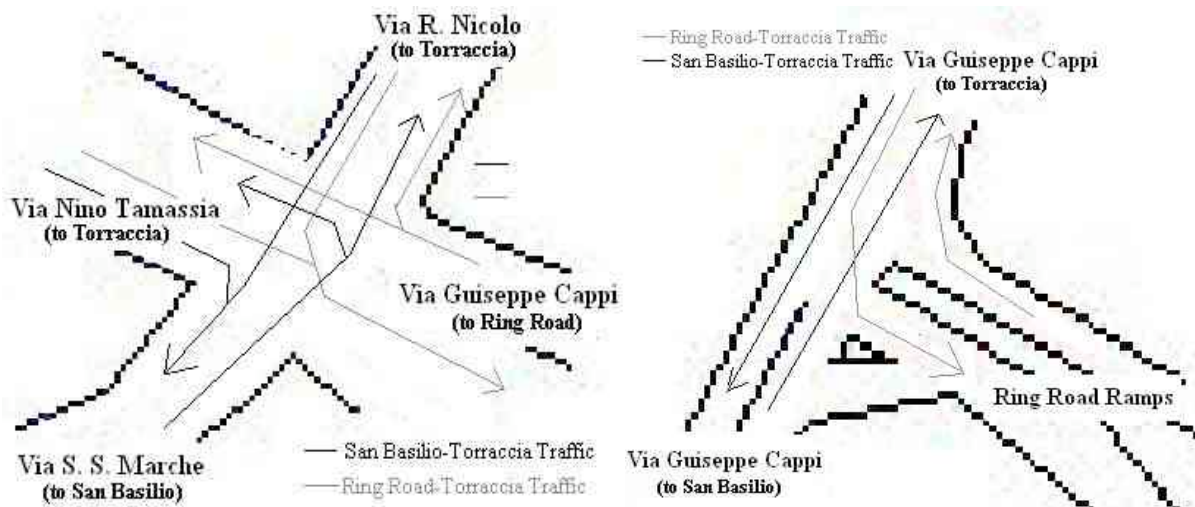 Via R. Nicolo
(to Torraccia)
Via Nino Tamassia
(to Torraccia)
Via Guiseppe Cappi
(to Ring Road)
Via S. S. Marche
(to San Basilio)
San Basilio-Torraccia Traffic
Ring Road-Torraccia Traffic
Ring Road-Torraccia Traffic
San Basilio-Torraccia Traffic
Via Guiseppe Cappi
(to Torraccia)
Ring Road Ramps
Via Guiseppe Cappi
(to San Basilio)